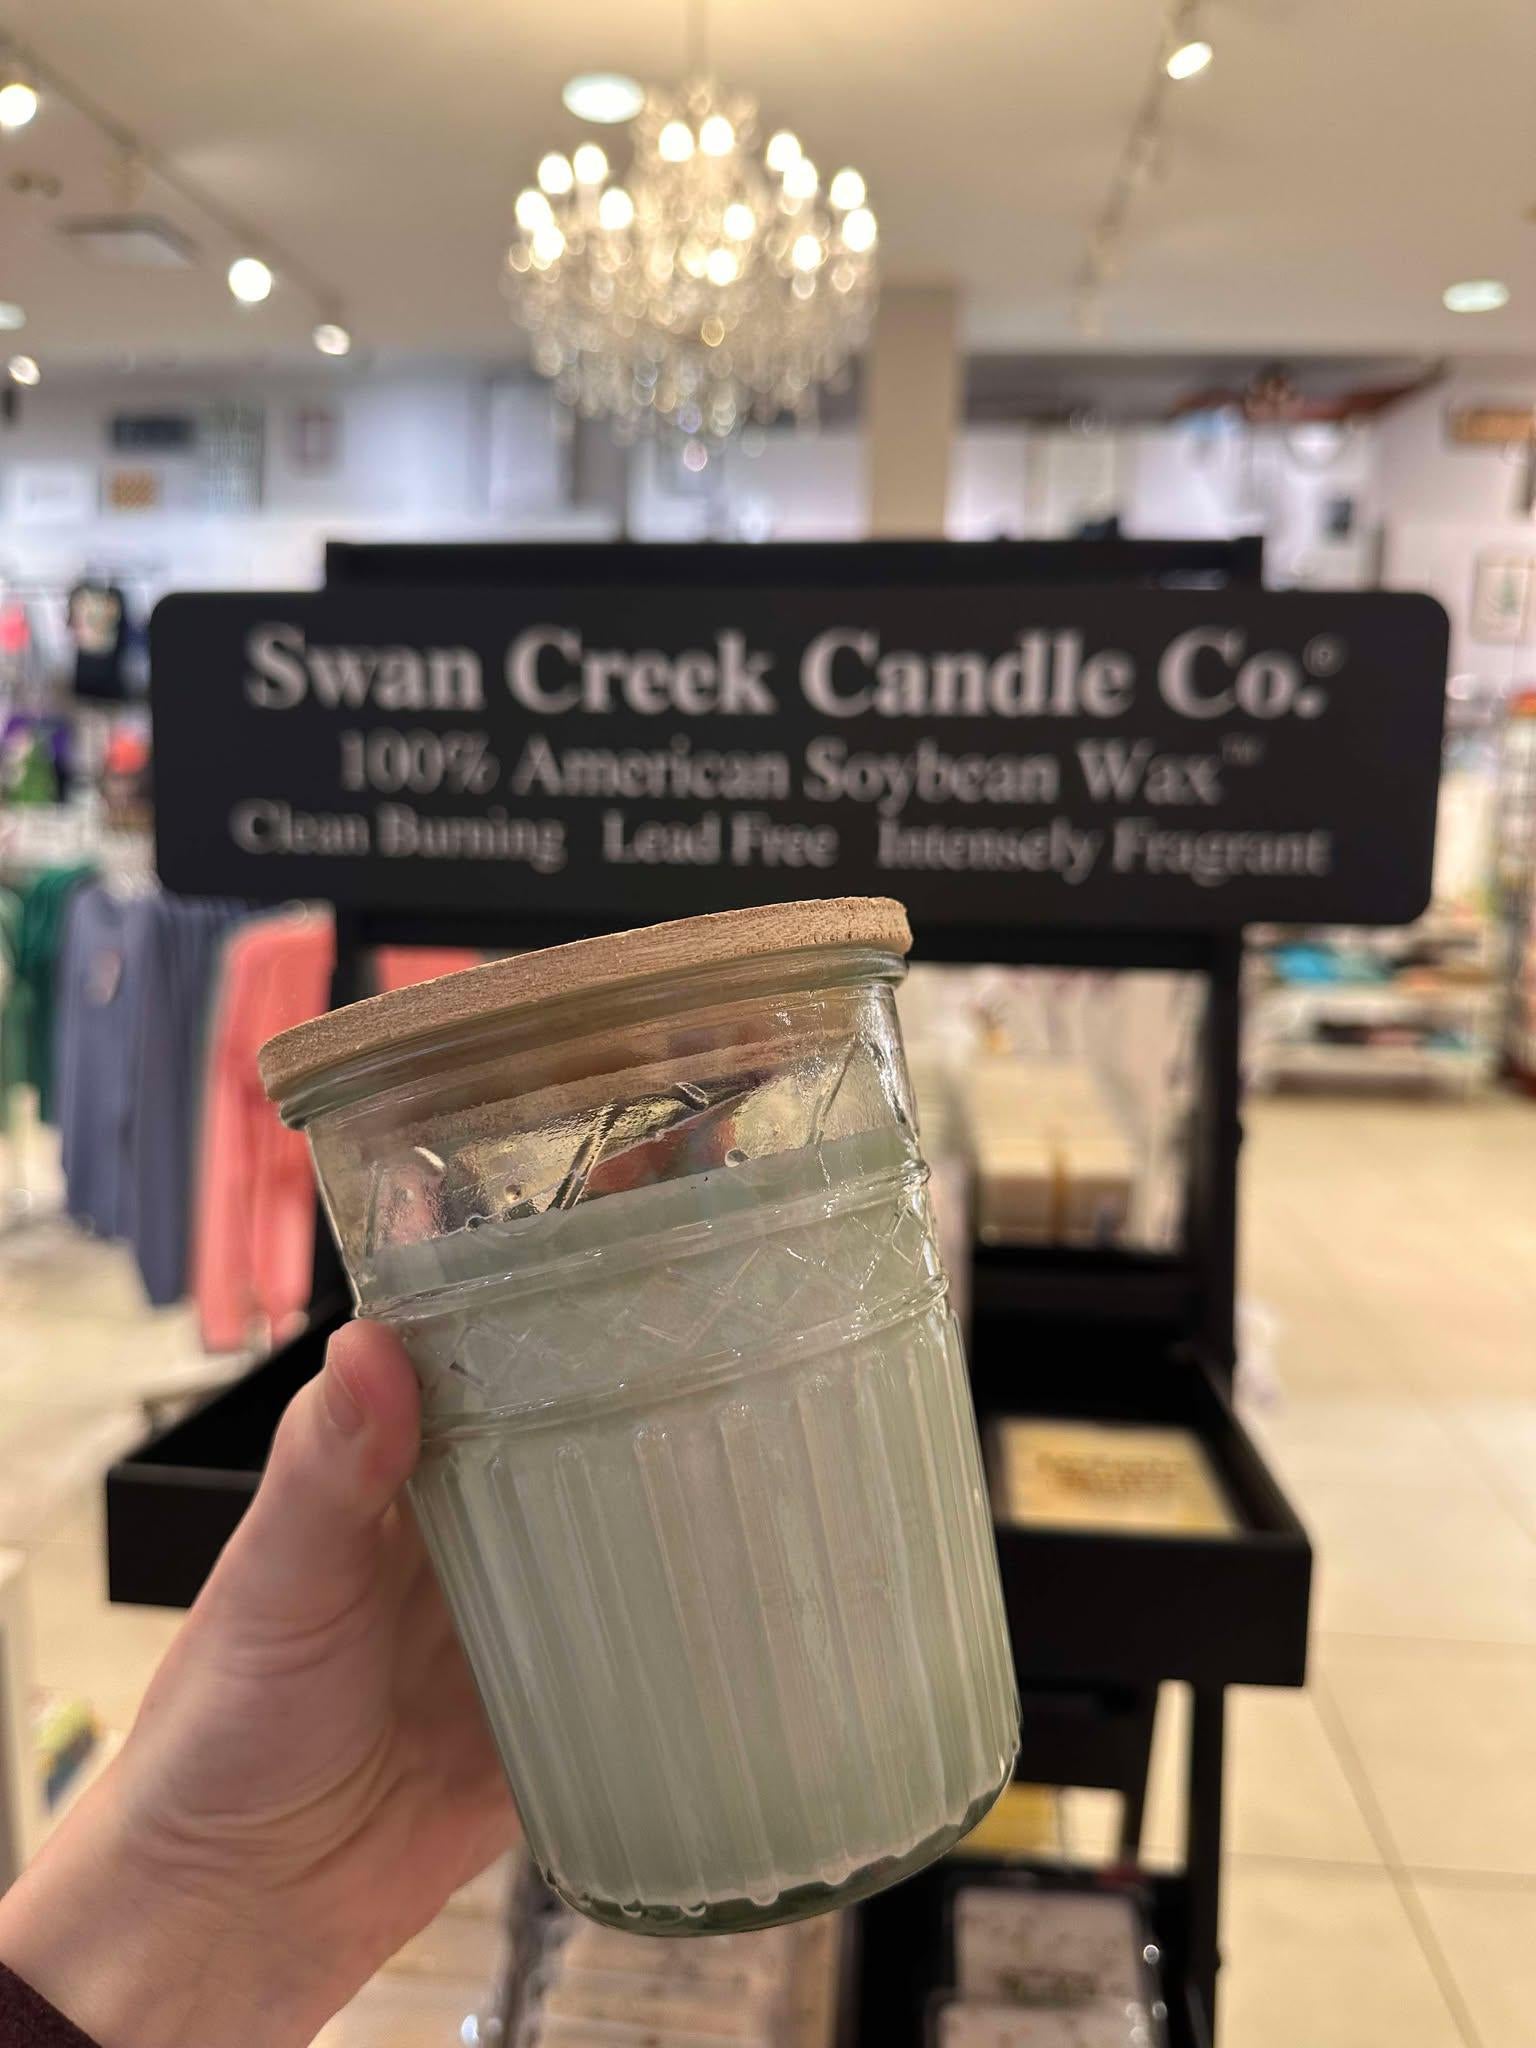 Swan Creek Candle Co.®
100% American Soybean Wax™
Clean Burning Lead Free Intensely Fragrant